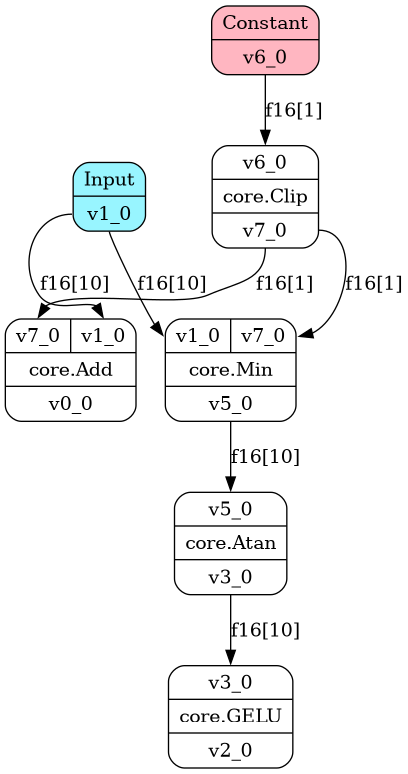 Constant
v6_0
f16[1]
v6_0
core.Clip
v7_0
Input
v1_0
f16[10]
f16[10]
f16[1]
f16[1]
v7_0 v1_0
core.Add
v0_0
v1_0 v7_0
core.Min
v5_0
f16[10]
v5_0
core.Atan
v3_0
f16[10]
v3_0
core.GELU
v2_0